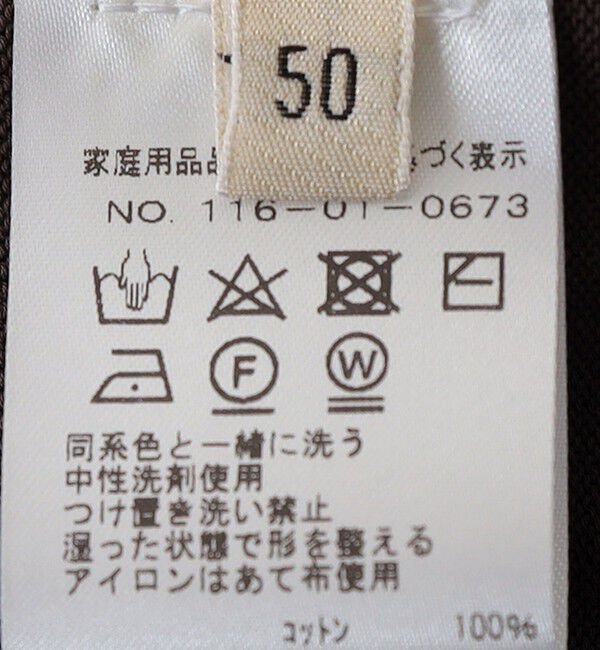 50
家庭用品品 づく表示
NO. 116-01-0673
F
W
同系色と一緒に洗う
中性洗剤使用
つけ置き洗い禁止
湿った状態で形を整える
アイロンはあて布使用
コットン 100%